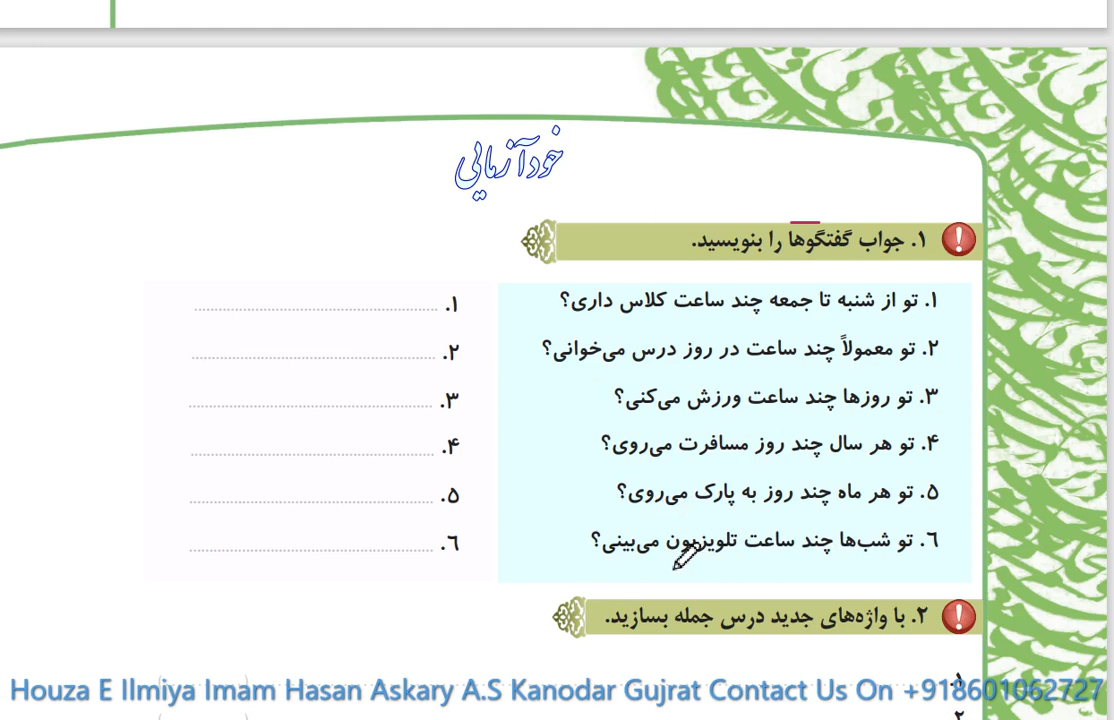 خودآزمایی
۱. جواب گفتگوها را بنویسید.
۱. تو از شنبه تا جمعه چند ساعت کلاس داری؟
۱. ........................................
۲. تو معمولاً چند ساعت در روز درس می‌خوانی؟
۲. ........................................
۳. تو روزها چند ساعت ورزش می‌کنی؟
۳. ........................................
۴. تو هر سال چند روز مسافرت می‌روی؟
۴. ........................................
۵. تو هر ماه چند روز به پارک می‌روی؟
۵. ........................................
٦. تو شب‌ها چند ساعت تلویزیون می‌بینی؟
٦. ........................................
۲. با واژه‌های جدید درس جمله بسازید.
۱.
Houza E Ilmiya Imam Hasan Askary A.S Kanodar Gujrat Contact Us On +918601062727
۲